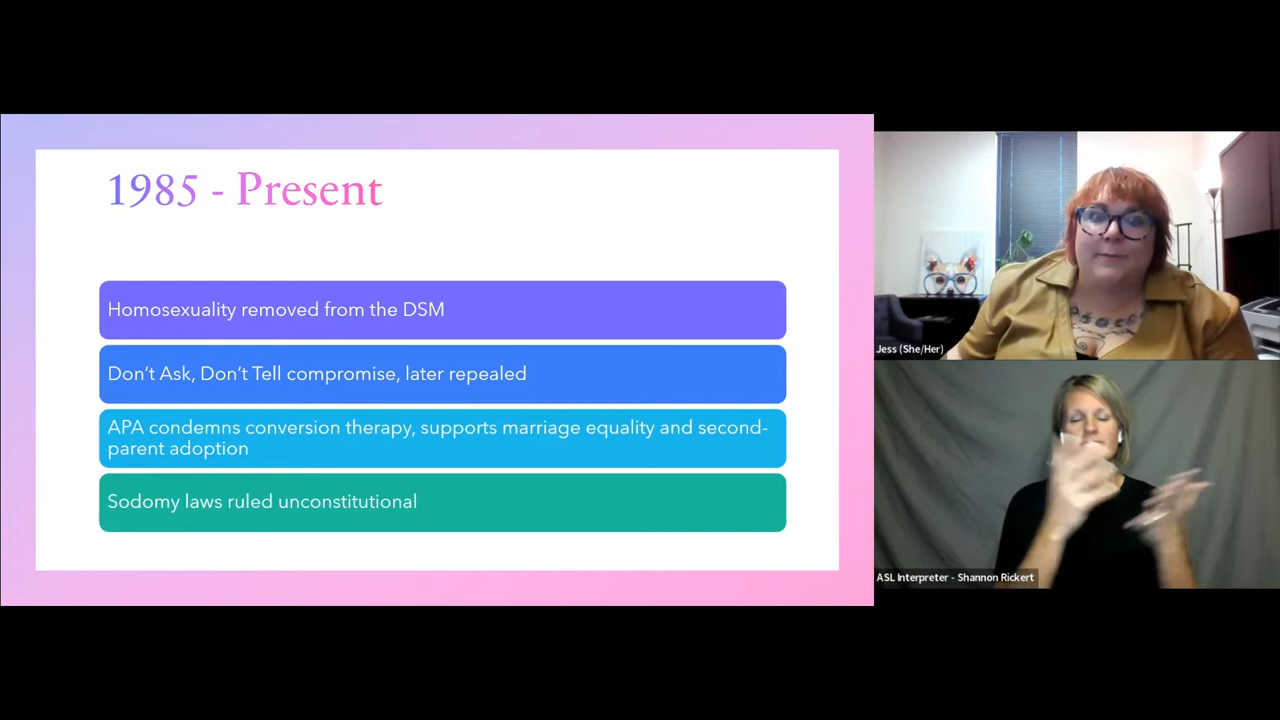 1985 - Present
Homosexuality removed from the DSM
Don’t Ask, Don’t Tell compromise, later repealed
APA condemns conversion therapy, supports marriage equality and second-
parent adoption
Sodomy laws ruled unconstitutional
Jess (She/Her)
ASL Interpreter - Shannon Rickert